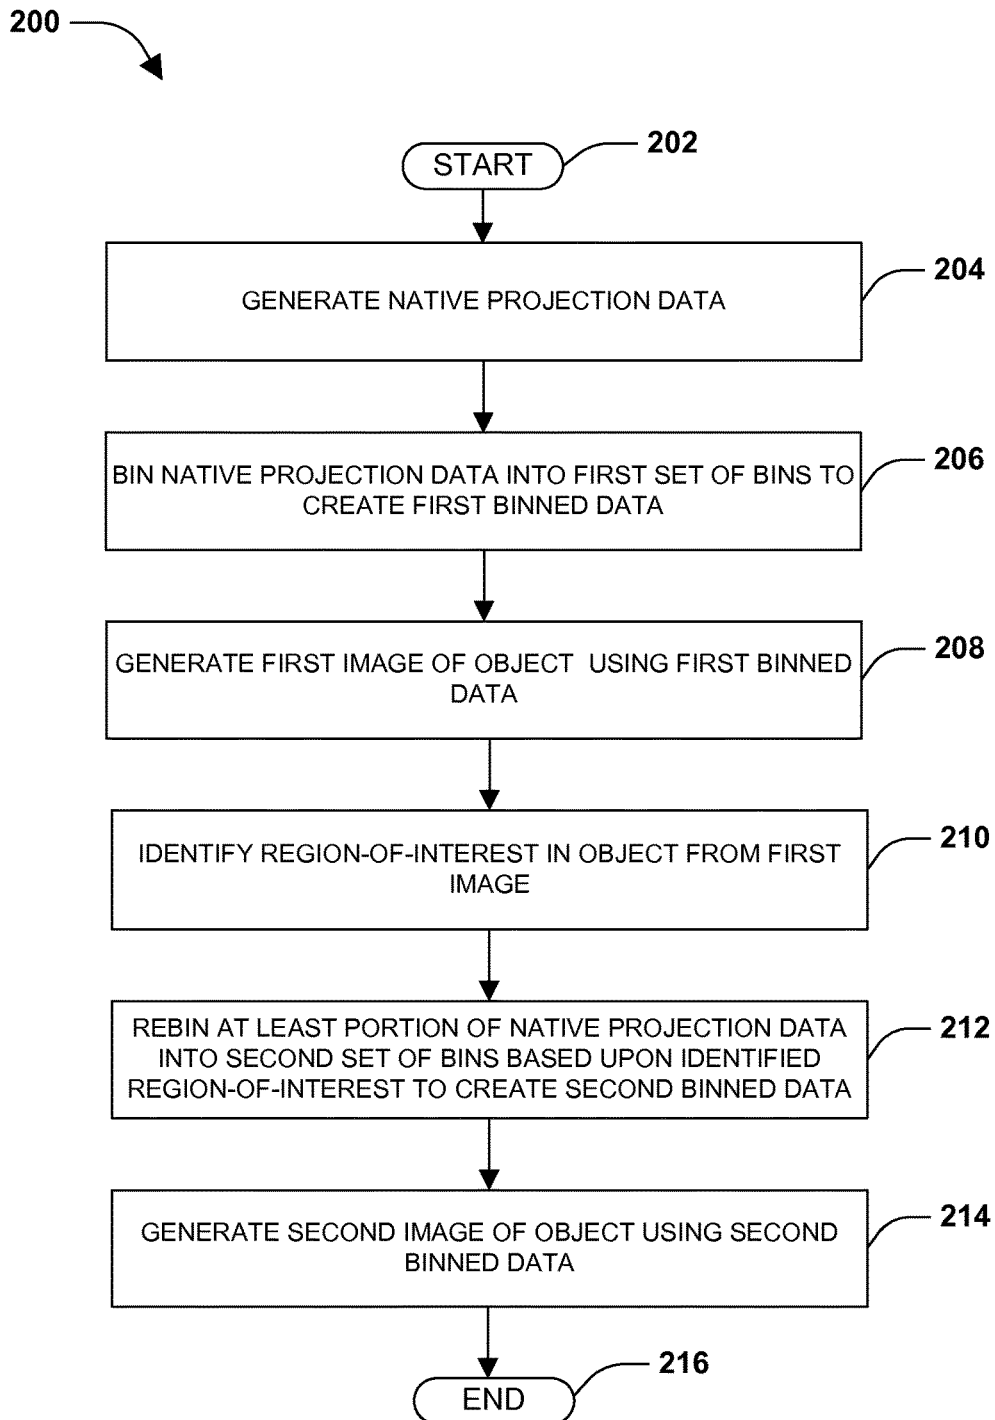 200
START
202
GENERATE NATIVE PROJECTION DATA
204
BIN NATIVE PROJECTION DATA INTO FIRST SET OF BINS TO
CREATE FIRST BINNED DATA
206
GENERATE FIRST IMAGE OF OBJECT USING FIRST BINNED
DATA
208
IDENTIFY REGION-OF-INTEREST IN OBJECT FROM FIRST
IMAGE
210
REBIN AT LEAST PORTION OF NATIVE PROJECTION DATA
INTO SECOND SET OF BINS BASED UPON IDENTIFIED
REGION-OF-INTEREST TO CREATE SECOND BINNED DATA
212
GENERATE SECOND IMAGE OF OBJECT USING SECOND
BINNED DATA
214
END
216